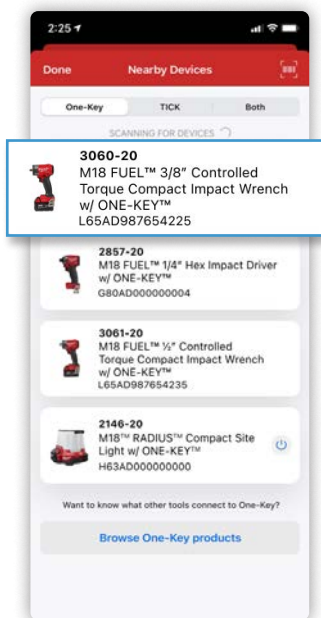 2:25
Done Nearby Devices
One-Key TICK Both
SCANNING FOR DEVICES
3060-20
M18 FUEL™ 3/8" Controlled
Torque Compact Impact Wrench
w/ ONE-KEY™
L65AD987654225
2857-20
M18 FUEL™ 1/4" Hex Impact Driver
w/ ONE-KEY™
G80AD000000004
3061-20
M18 FUEL™ ½" Controlled
Torque Compact Impact Wrench
w/ ONE-KEY™
L65AD987654235
2146-20
M18™ RADIUS™ Compact Site
Light w/ ONE-KEY™
H63AD000000000
Want to know what other tools connect to One-Key?
Browse One-Key products